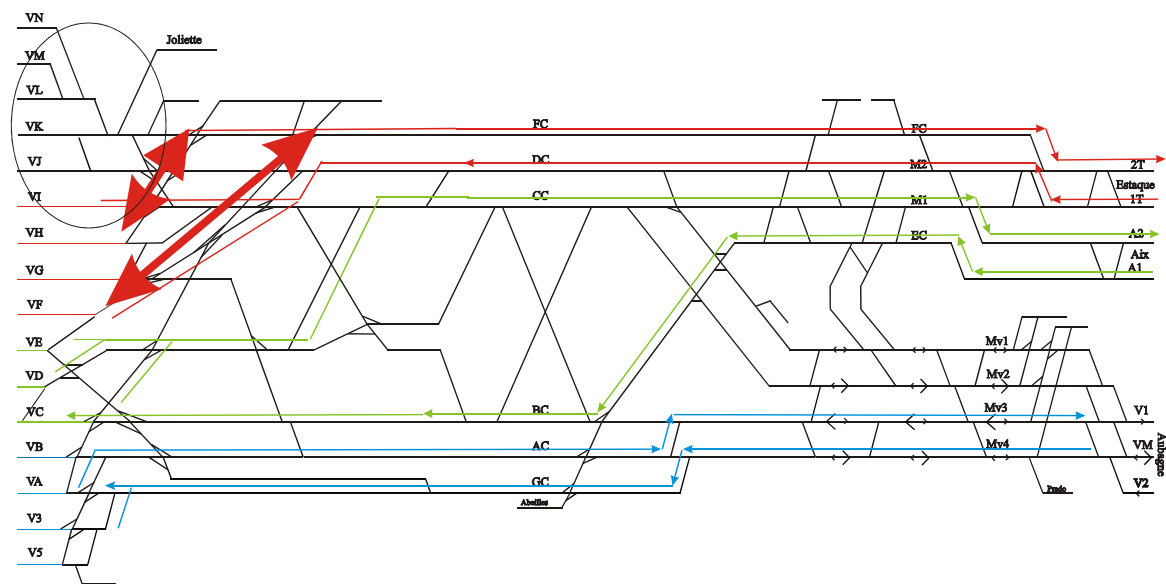 VN
Joliette
VM
VL
VK
FC
FC
VJ
DC
M2
2T
Estaque
VI
CC
M1
1T
VH
EC
A2
Aix
VG
A1
VF
VE
Mv1
VD
Mv2
VC
BC
Mv3
V1
VB
AC
Mv4
VM
Aubagne
VA
GC
V2
Prado
Abeilles
V3
V5